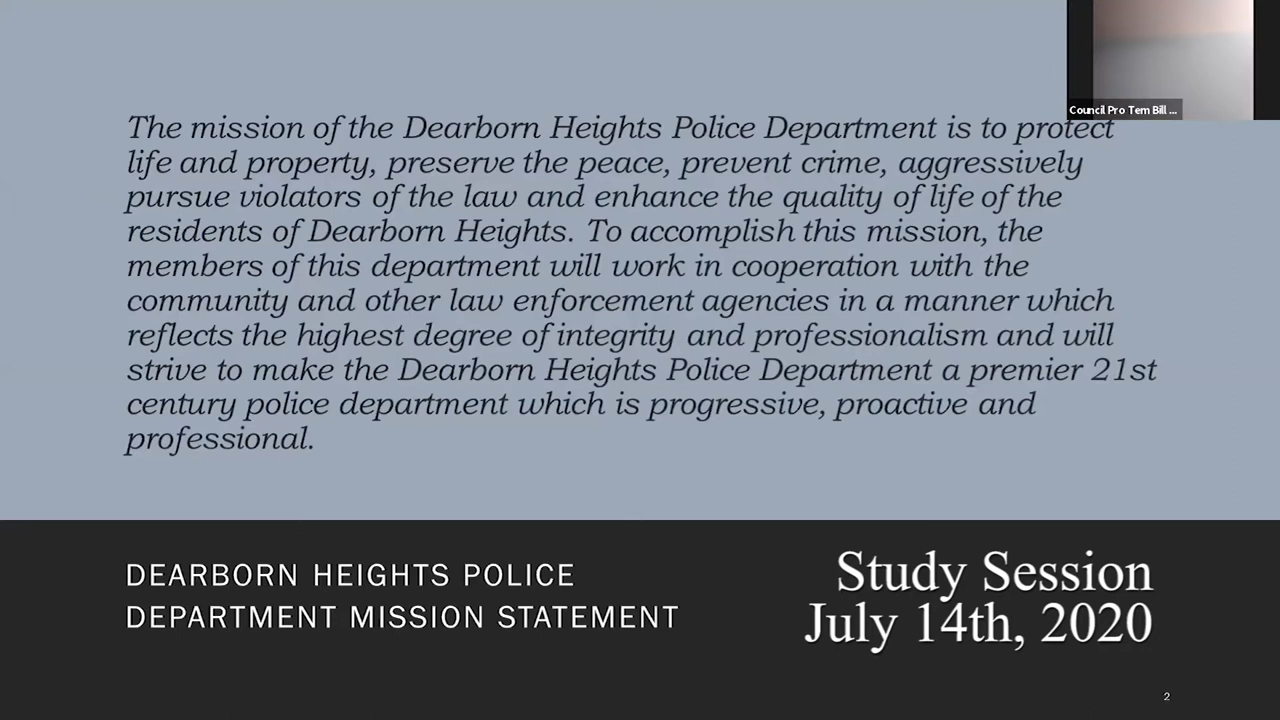 Council Pro Tem Bill ...
The mission of the Dearborn Heights Police Department is to protect
life and property, preserve the peace, prevent crime, aggressively
pursue violators of the law and enhance the quality of life of the
residents of Dearborn Heights. To accomplish this mission, the
members of this department will work in cooperation with the
community and other law enforcement agencies in a manner which
reflects the highest degree of integrity and professionalism and will
strive to make the Dearborn Heights Police Department a premier 21st
century police department which is progressive, proactive and
professional.
DEARBORN HEIGHTS POLICE
DEPARTMENT MISSION STATEMENT
Study Session
July 14th, 2020
2